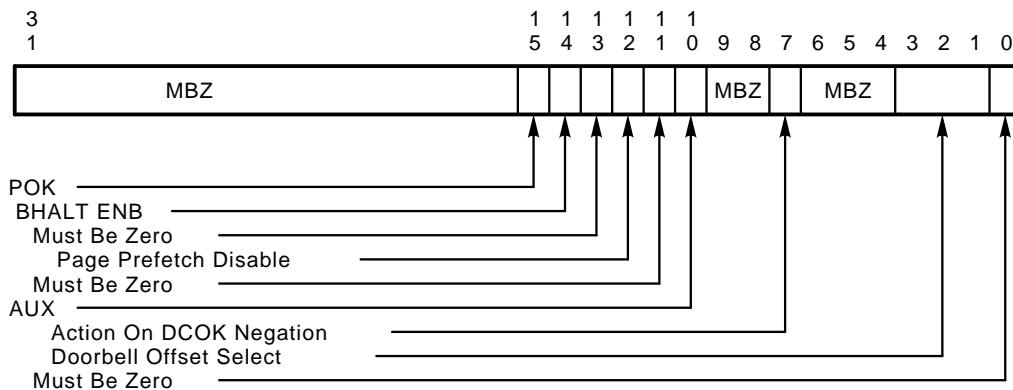 3 1 1 1 1 1 1
1 5 4 3 2 1 0 9 8 7 6 5 4 3 2 1 0
MBZ MBZ MBZ
POK
BHALT ENB
Must Be Zero
Page Prefetch Disable
Must Be Zero
AUX
Action On DCOK Negation
Doorbell Offset Select
Must Be Zero